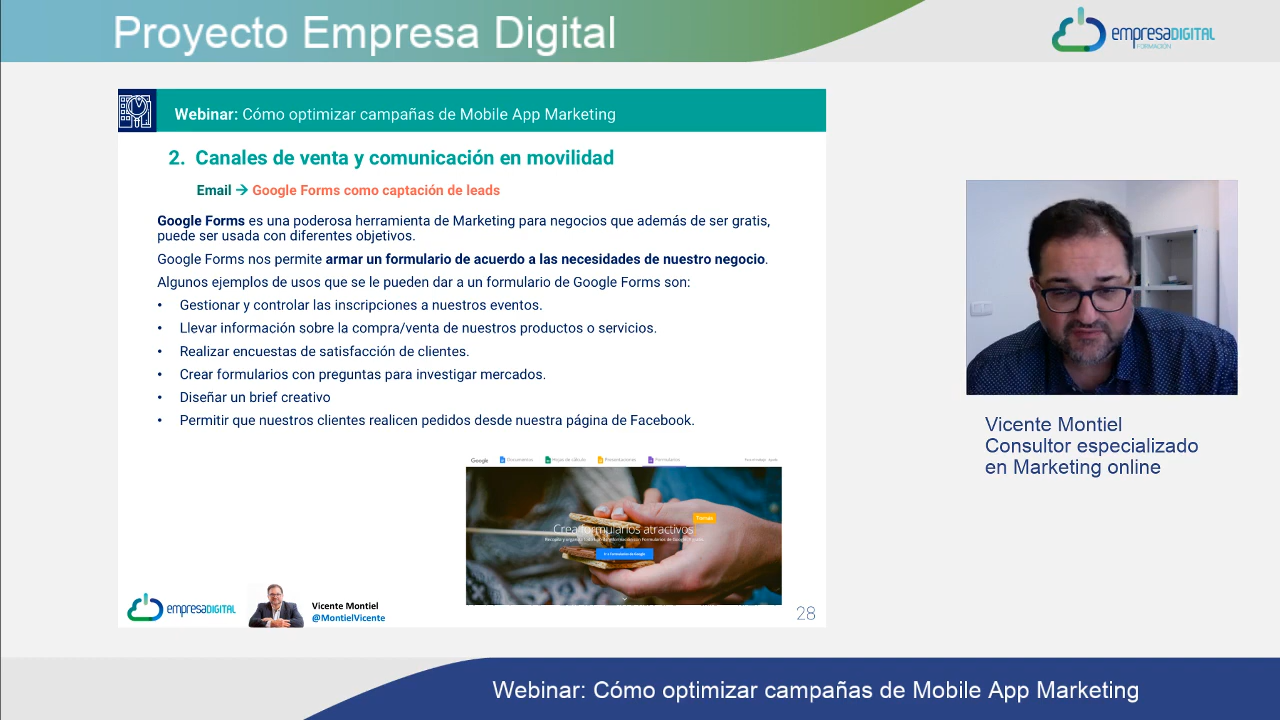 Proyecto Empresa Digital
empresaDIGITAL
FORMACIÓN
Webinar: Cómo optimizar campañas de Mobile App Marketing
2. Canales de venta y comunicación en movilidad
Email → Google Forms como captación de leads
Google Forms es una poderosa herramienta de Marketing para negocios que además de ser gratis,
puede ser usada con diferentes objetivos.
Google Forms nos permite armar un formulario de acuerdo a las necesidades de nuestro negocio.
Algunos ejemplos de usos que se le pueden dar a un formulario de Google Forms son:
• Gestionar y controlar las inscripciones a nuestros eventos.
• Llevar información sobre la compra/venta de nuestros productos o servicios.
• Realizar encuestas de satisfacción de clientes.
• Crear formularios con preguntas para investigar mercados.
• Diseñar un brief creativo
• Permitir que nuestros clientes realicen pedidos desde nuestra página de Facebook.
Google Documentos Hojas de cálculo Presentaciones Formularios
Crea formularios atractivos
empresaDIGITAL
Vicente Montiel
@MontielVicente
28
Vicente Montiel
Consultor especializado
en Marketing online
Webinar: Cómo optimizar campañas de Mobile App Marketing